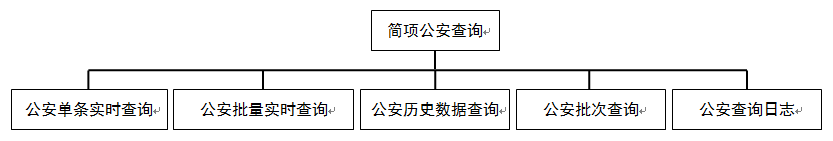 简项公安查询
公安单条实时查询
公安批量实时查询
公安历史数据查询
公安批次查询
公安查询日志